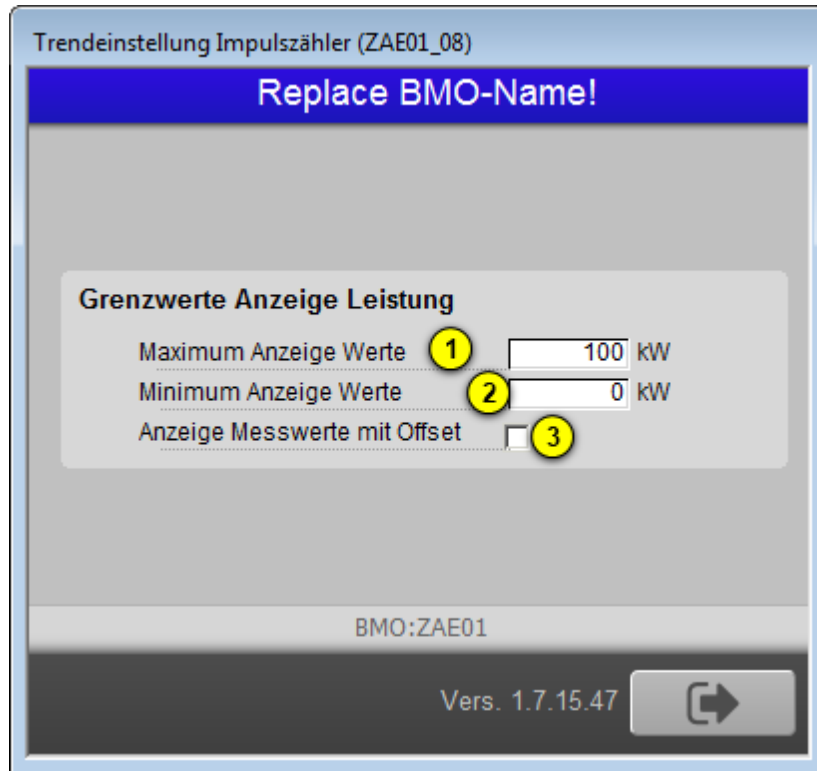 Trendeinstellung Impulszähler (ZAE01_08)
Replace BMO-Name!
Grenzwerte Anzeige Leistung
Maximum Anzeige Werte 1 100 kW
Minimum Anzeige Werte 2 0 kW
Anzeige Messwerte mit Offset 3
BMO:ZAE01
Vers. 1.7.15.47